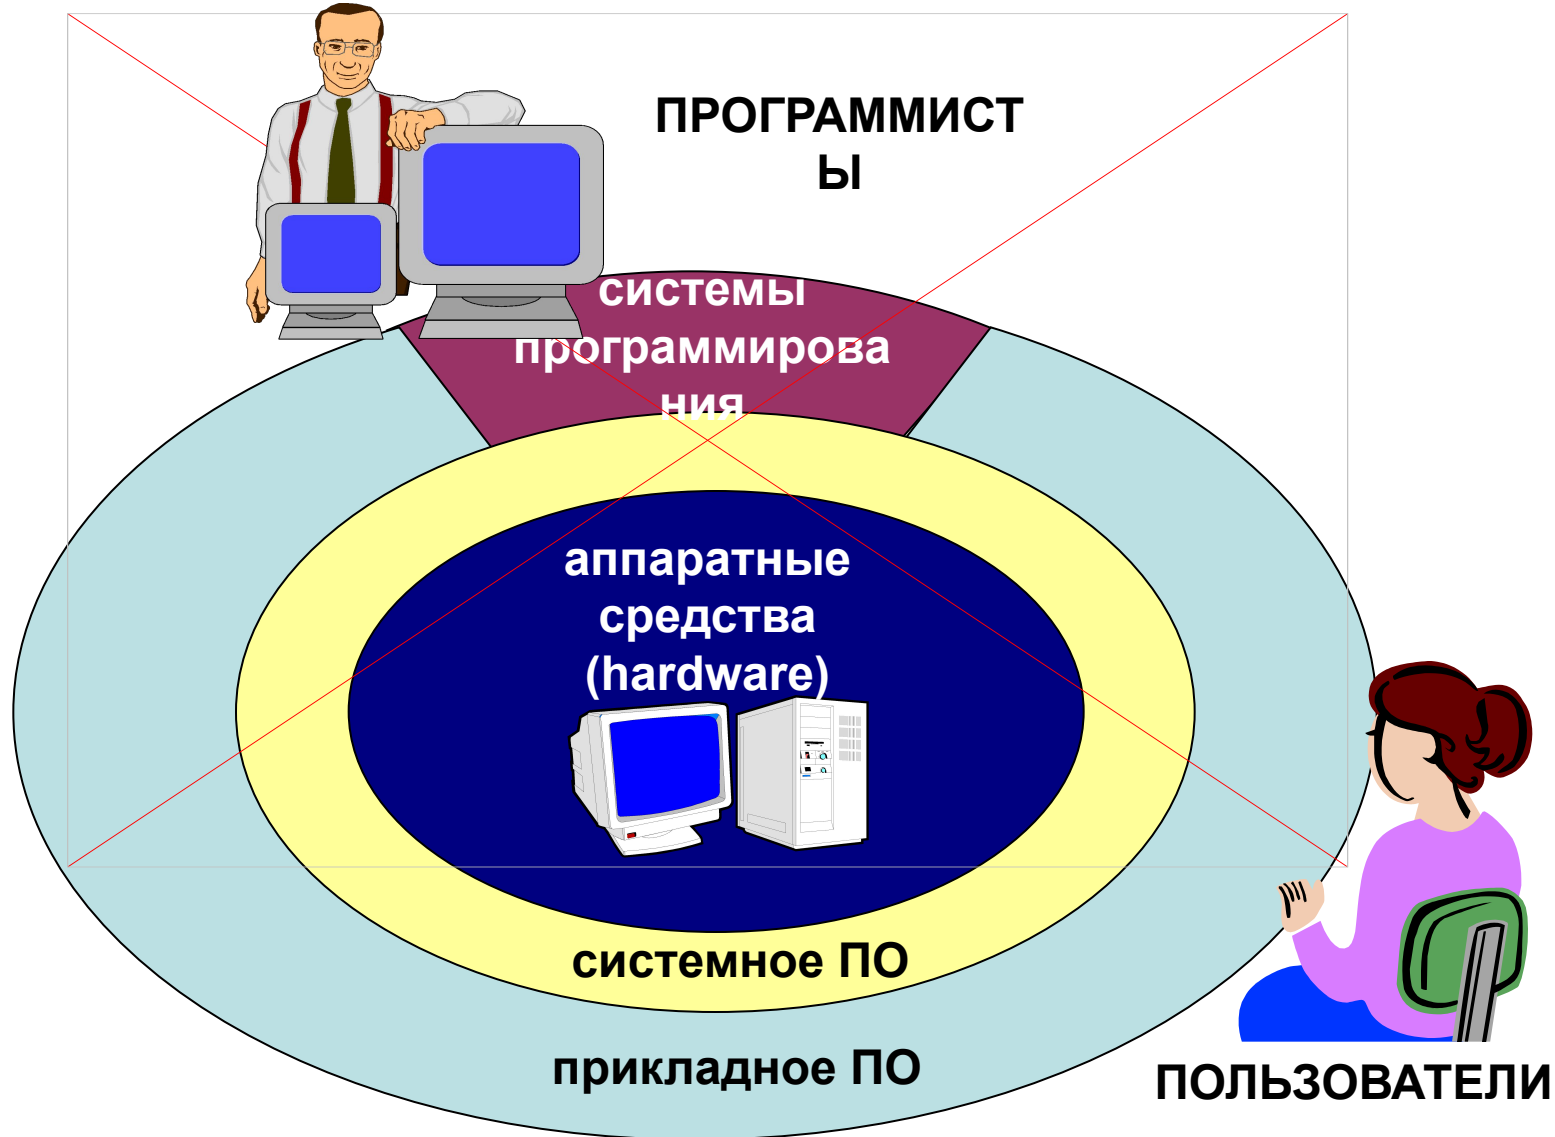 ПРОГРАММИСТ
Ы
системы
программирова
ния
аппаратные
средства
(hardware)
системное ПО
прикладное ПО
ПОЛЬЗОВАТЕЛИ